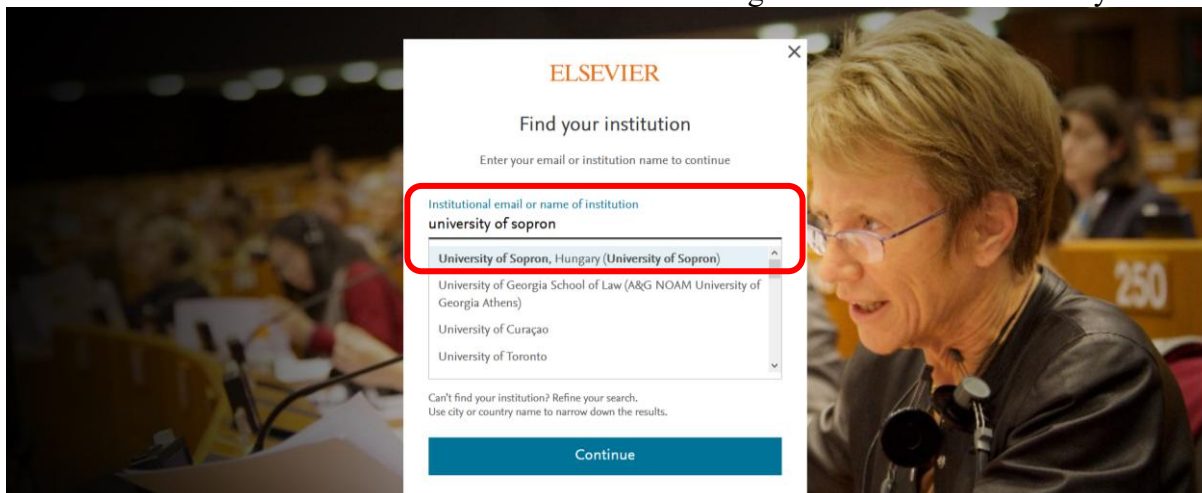 ×
ELSEVIER
Find your institution
Enter your email or institution name to continue
Institutional email or name of institution
university of sopron
University of Sopron, Hungary (University of Sopron)
University of Georgia School of Law (A&G NOAM University of
Georgia Athens)
University of Curaçao
University of Toronto
Can't find your institution? Refine your search.
Use city or country name to narrow down the results.
Continue
250